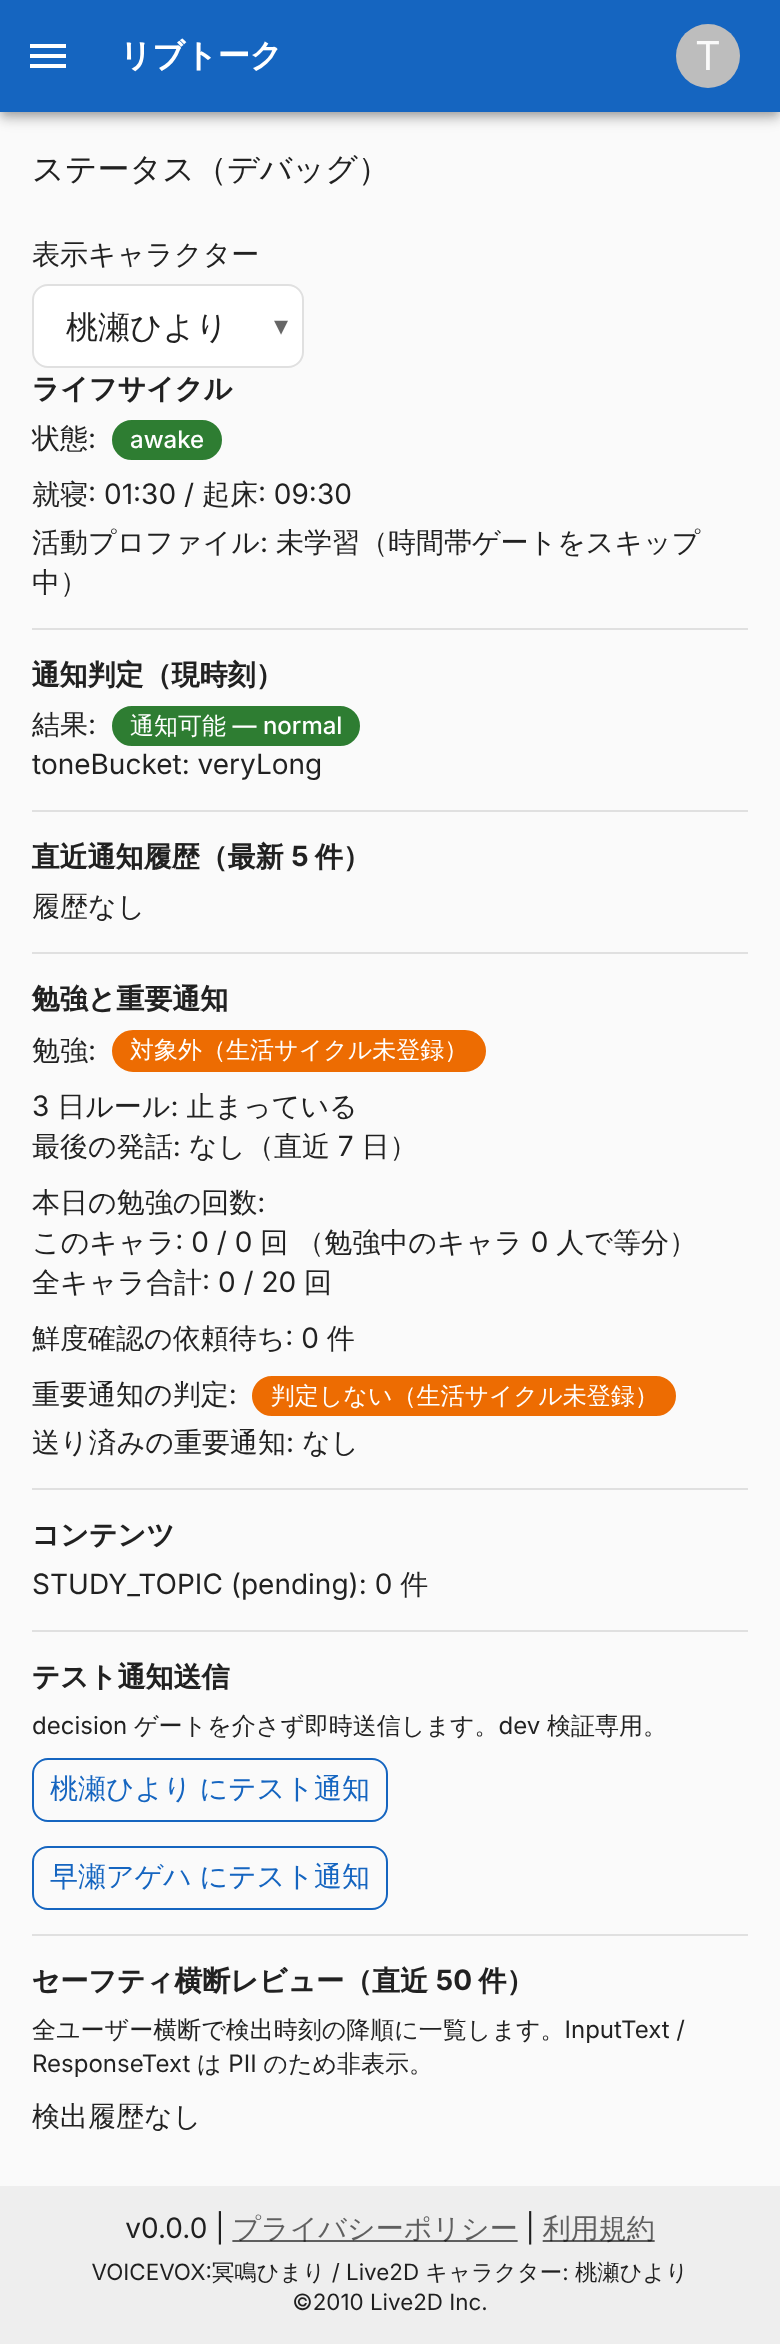 リブトーク
T
ステータス（デバッグ）
表示キャラクター
桃瀬ひより ▾
ライフサイクル
状態: awake
就寝: 01:30 / 起床: 09:30
活動プロファイル: 未学習（時間帯ゲートをスキップ
中）
通知判定（現時刻）
結果: 通知可能 — normal
toneBucket: veryLong
直近通知履歴（最新 5 件）
履歴なし
勉強と重要通知
勉強: 対象外（生活サイクル未登録）
3 日ルール: 止まっている
最後の発話: なし（直近 7 日）
本日の勉強の回数:
このキャラ: 0 / 0 回 （勉強中のキャラ 0 人で等分）
全キャラ合計: 0 / 20 回
鮮度確認の依頼待ち: 0 件
重要通知の判定: 判定しない（生活サイクル未登録）
送り済みの重要通知: なし
コンテンツ
STUDY_TOPIC (pending): 0 件
テスト通知送信
decision ゲートを介さず即時送信します。dev 検証専用。
桃瀬ひより にテスト通知
早瀬アゲハ にテスト通知
セーフティ横断レビュー（直近 50 件）
全ユーザー横断で検出時刻の降順に一覧します。InputText /
ResponseText は PII のため非表示。
検出履歴なし
v0.0.0 | プライバシーポリシー | 利用規約
VOICEVOX:冥鳴ひまり / Live2D キャラクター: 桃瀬ひより
©2010 Live2D Inc.